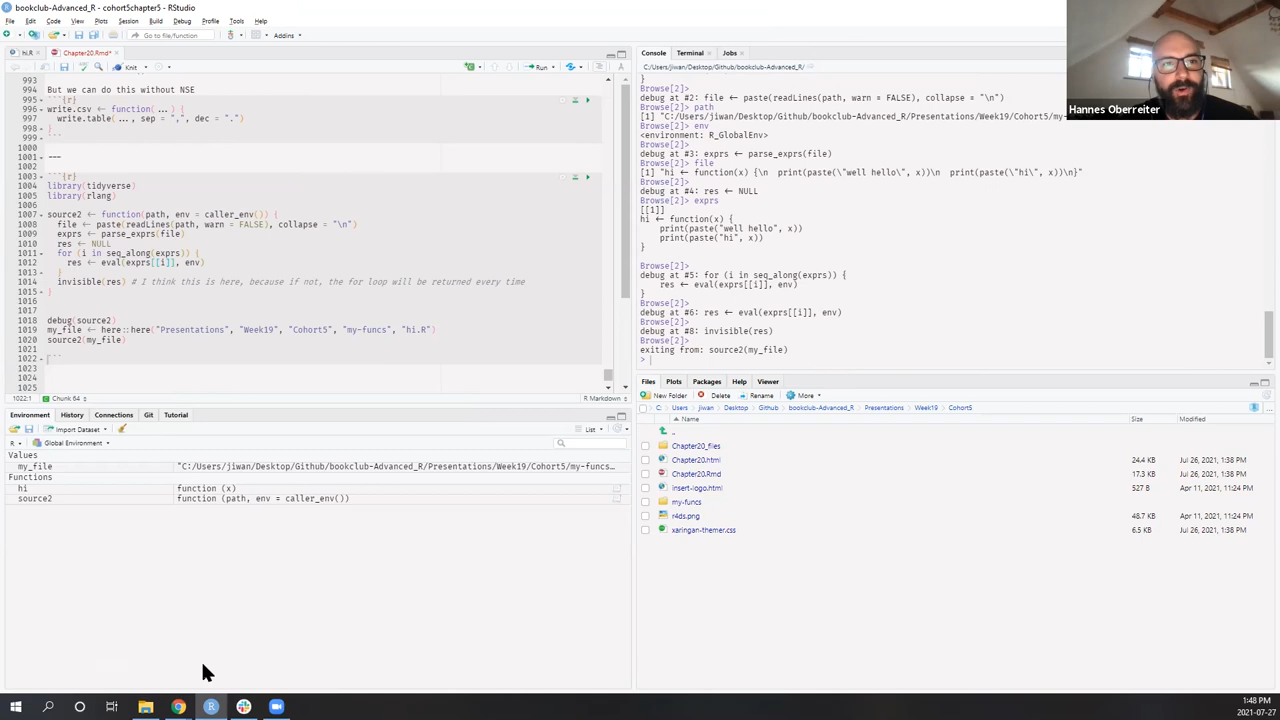 bookclub-Advanced_R - cohort5chapter5 - RStudio
File Edit Code View Plots Session Build Debug Profile Tools Help
Go to file/function Addins
hi.R Chapter20.Rmd*
Knit Run
993
994 But we can do this without NSE
995 ```{r}
996 write.csv <- function(...) {
997 write.table(..., sep = ",", dec = ".")
998 }
999 ```
1000
1001 ---
1002
1003 ```{r}
1004 library(tidyverse)
1005 library(rlang)
1006
1007 source2 <- function(path, env = caller_env()) {
1008 file <- paste(readLines(path, warn = FALSE), collapse = "\n")
1009 exprs <- parse_exprs(file)
1010 res <- NULL
1011 for (i in seq_along(exprs)) {
1012 res <- eval(exprs[[i]], env)
1013 }
1014 invisible(res) # I think this is here, because if not, the for loop will be returned every time
1015 }
1016
1017
1018 debug(source2)
1019 my_file <- here::here("Presentations", "Week19", "Cohort5", "my-funcs", "hi.R")
1020 source2(my_file)
1021
1022 ```
1023
1024
1025
1022:1 Chunk 64 R Markdown
Environment History Connections Git Tutorial
Import Dataset List
R Global Environment
Values
my_file "C:/Users/jiwan/Desktop/Github/bookclub-Advanced_R/Presentations/Week19/Cohort5/my-funcs…
Functions
hi function (x)
source2 function (path, env = caller_env())
Console Terminal Jobs
C:/Users/jiwan/Desktop/Github/bookclub-Advanced_R/
}
Browse[2]>
debug at #2: file <- paste(readLines(path, warn = FALSE), collapse = "\n")
Browse[2]> path
[1] "C:/Users/jiwan/Desktop/Github/bookclub-Advanced_R/Presentations/Week19/Cohort5/my-
Browse[2]> env
<environment: R_GlobalEnv>
Browse[2]>
debug at #3: exprs <- parse_exprs(file)
Browse[2]> file
[1] "hi <- function(x) {\n print(paste(\"well hello\", x))\n print(paste(\"hi\", x))\n}"
Browse[2]>
debug at #4: res <- NULL
Browse[2]> exprs
[[1]]
hi <- function(x) {
print(paste("well hello", x))
print(paste("hi", x))
}
Browse[2]>
debug at #5: for (i in seq_along(exprs)) {
res <- eval(exprs[[i]], env)
}
Browse[2]>
debug at #6: res <- eval(exprs[[i]], env)
Browse[2]>
debug at #8: invisible(res)
Browse[2]>
exiting from: source2(my_file)
>
Files Plots Packages Help Viewer
New Folder Delete Rename More
C: Users jiwan Desktop Github bookclub-Advanced_R Presentations Week19 Cohort5
Name Size Modified
..
Chapter20_files
Chapter20.html 24.4 KB Jul 26, 2021, 1:38 PM
Chapter20.Rmd 17.3 KB Jul 26, 2021, 1:38 PM
insert-logo.html 527 B Apr 11, 2021, 11:24 PM
my-funcs
r4ds.png 48.7 KB Apr 11, 2021, 11:24 PM
xaringan-themer.css 6.5 KB Jul 26, 2021, 1:38 PM
Hannes Oberreiter
1:48 PM
2021-07-27